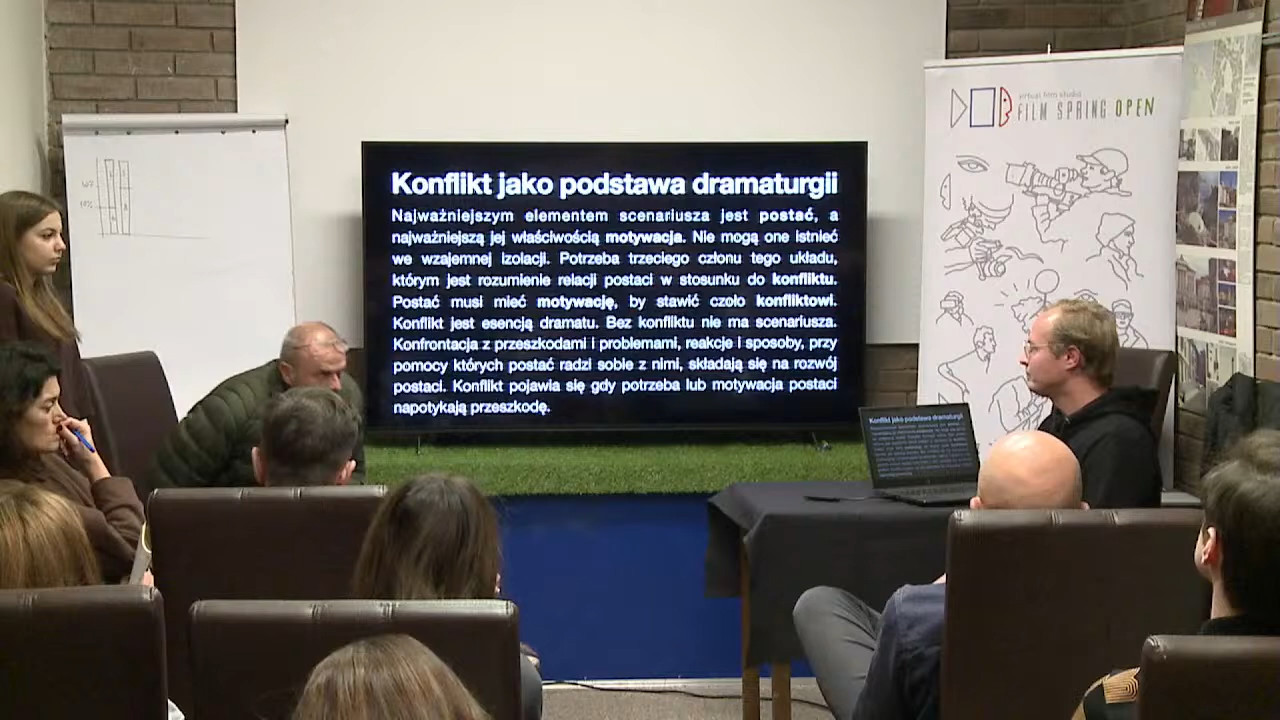 virtual film studio
FILM SPRING OPEN
Konflikt jako podstawa dramaturgii
Najważniejszym elementem scenariusza jest postać, a
najważniejszą jej właściwością motywacja. Nie mogą one istnieć
we wzajemnej izolacji. Potrzeba trzeciego członu tego układu,
którym jest rozumienie relacji postaci w stosunku do konfliktu.
Postać musi mieć motywację, by stawić czoło konfliktowi.
Konflikt jest esencją dramatu. Bez konfliktu nie ma scenariusza.
Konfrontacja z przeszkodami i problemami, reakcje i sposoby, przy
pomocy których postać radzi sobie z nimi, składają się na rozwój
postaci. Konflikt pojawia się gdy potrzeba lub motywacja postaci
napotykają przeszkodę.
Konflikt jako podstawa dramaturgii